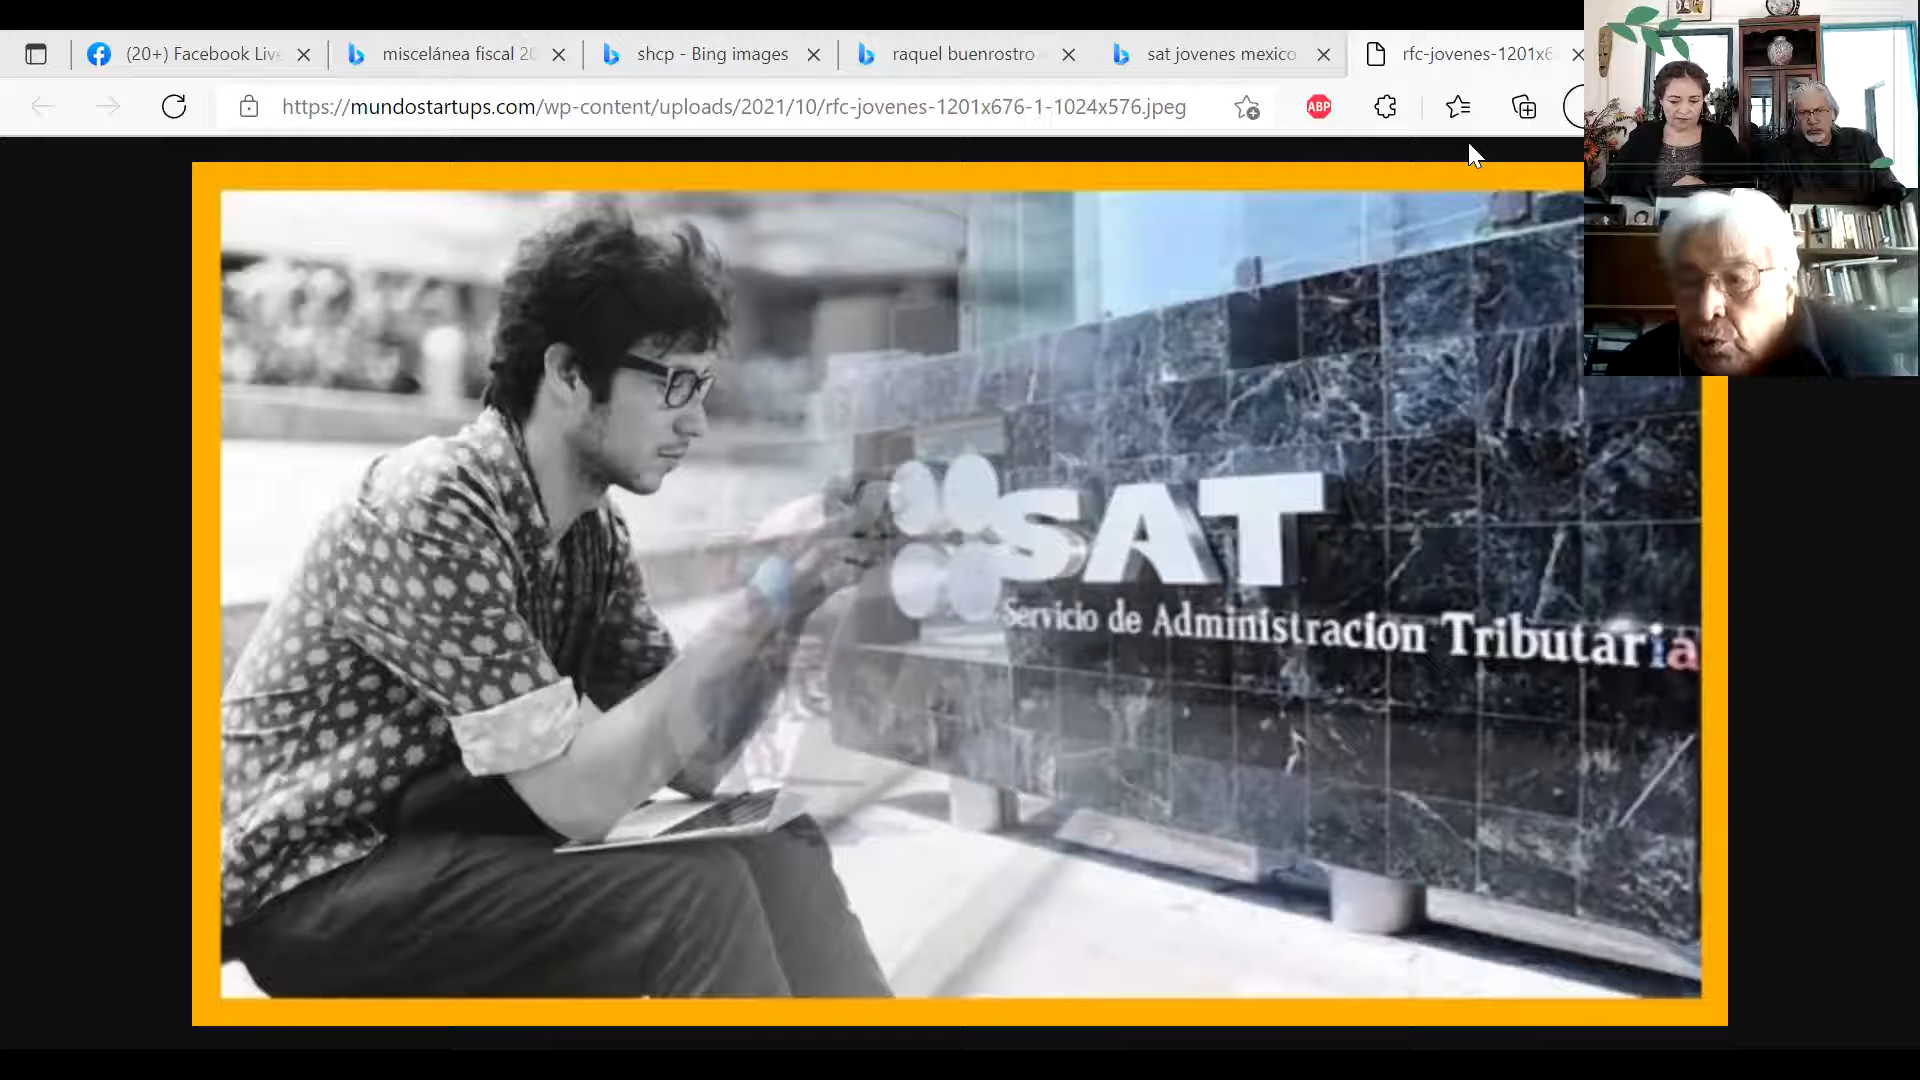 (20+) Facebook Live
miscelánea fiscal 20
shcp - Bing images
raquel buenrostro
sat jovenes mexico
rfc-jovenes-1201x6
https://mundostartups.com/wp-content/uploads/2021/10/rfc-jovenes-1201x676-1-1024x576.jpeg
ABP
SAT
Servicio de Administracion Tributaria